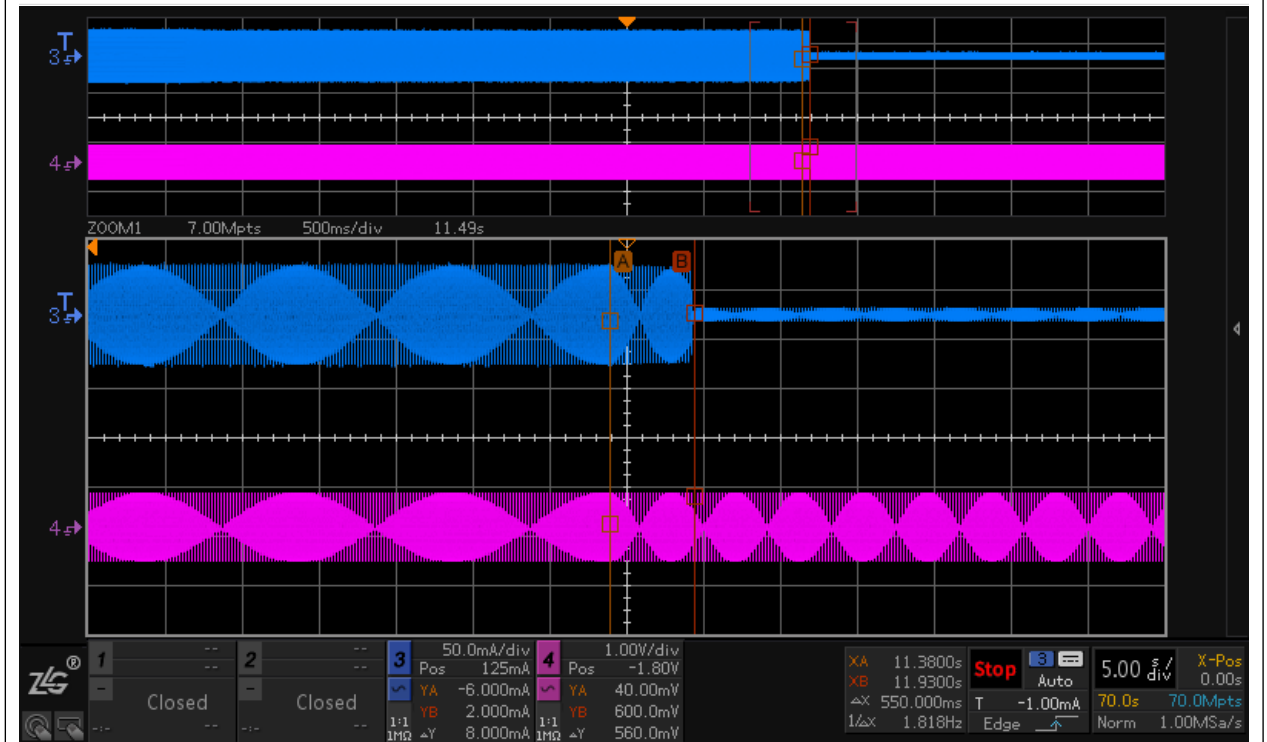 T
3
4
ZOOM1 7.00Mpts 500ms/div 11.49s
A B
T
3
4
ZLG®
1 -- --
- Closed
-:- --
2 -- --
- Closed
-:- --
3 50.0mA/div
Pos 125mA
YA -6.000mA
YB 2.000mA
1:1
1MΩ △Y 8.000mA
4 1.00V/div
Pos -1.80V
YA 40.00mV
YB 600.0mV
1:1
1MΩ △Y 560.0mV
XA 11.3800s
XB 11.9300s
△X 550.000ms
1/△X 1.818Hz
Stop 3 Auto
T -1.00mA
Edge
5.00 s/div X-Pos
0.00s
70.0s 70.0Mpts
Norm 1.00MSa/s